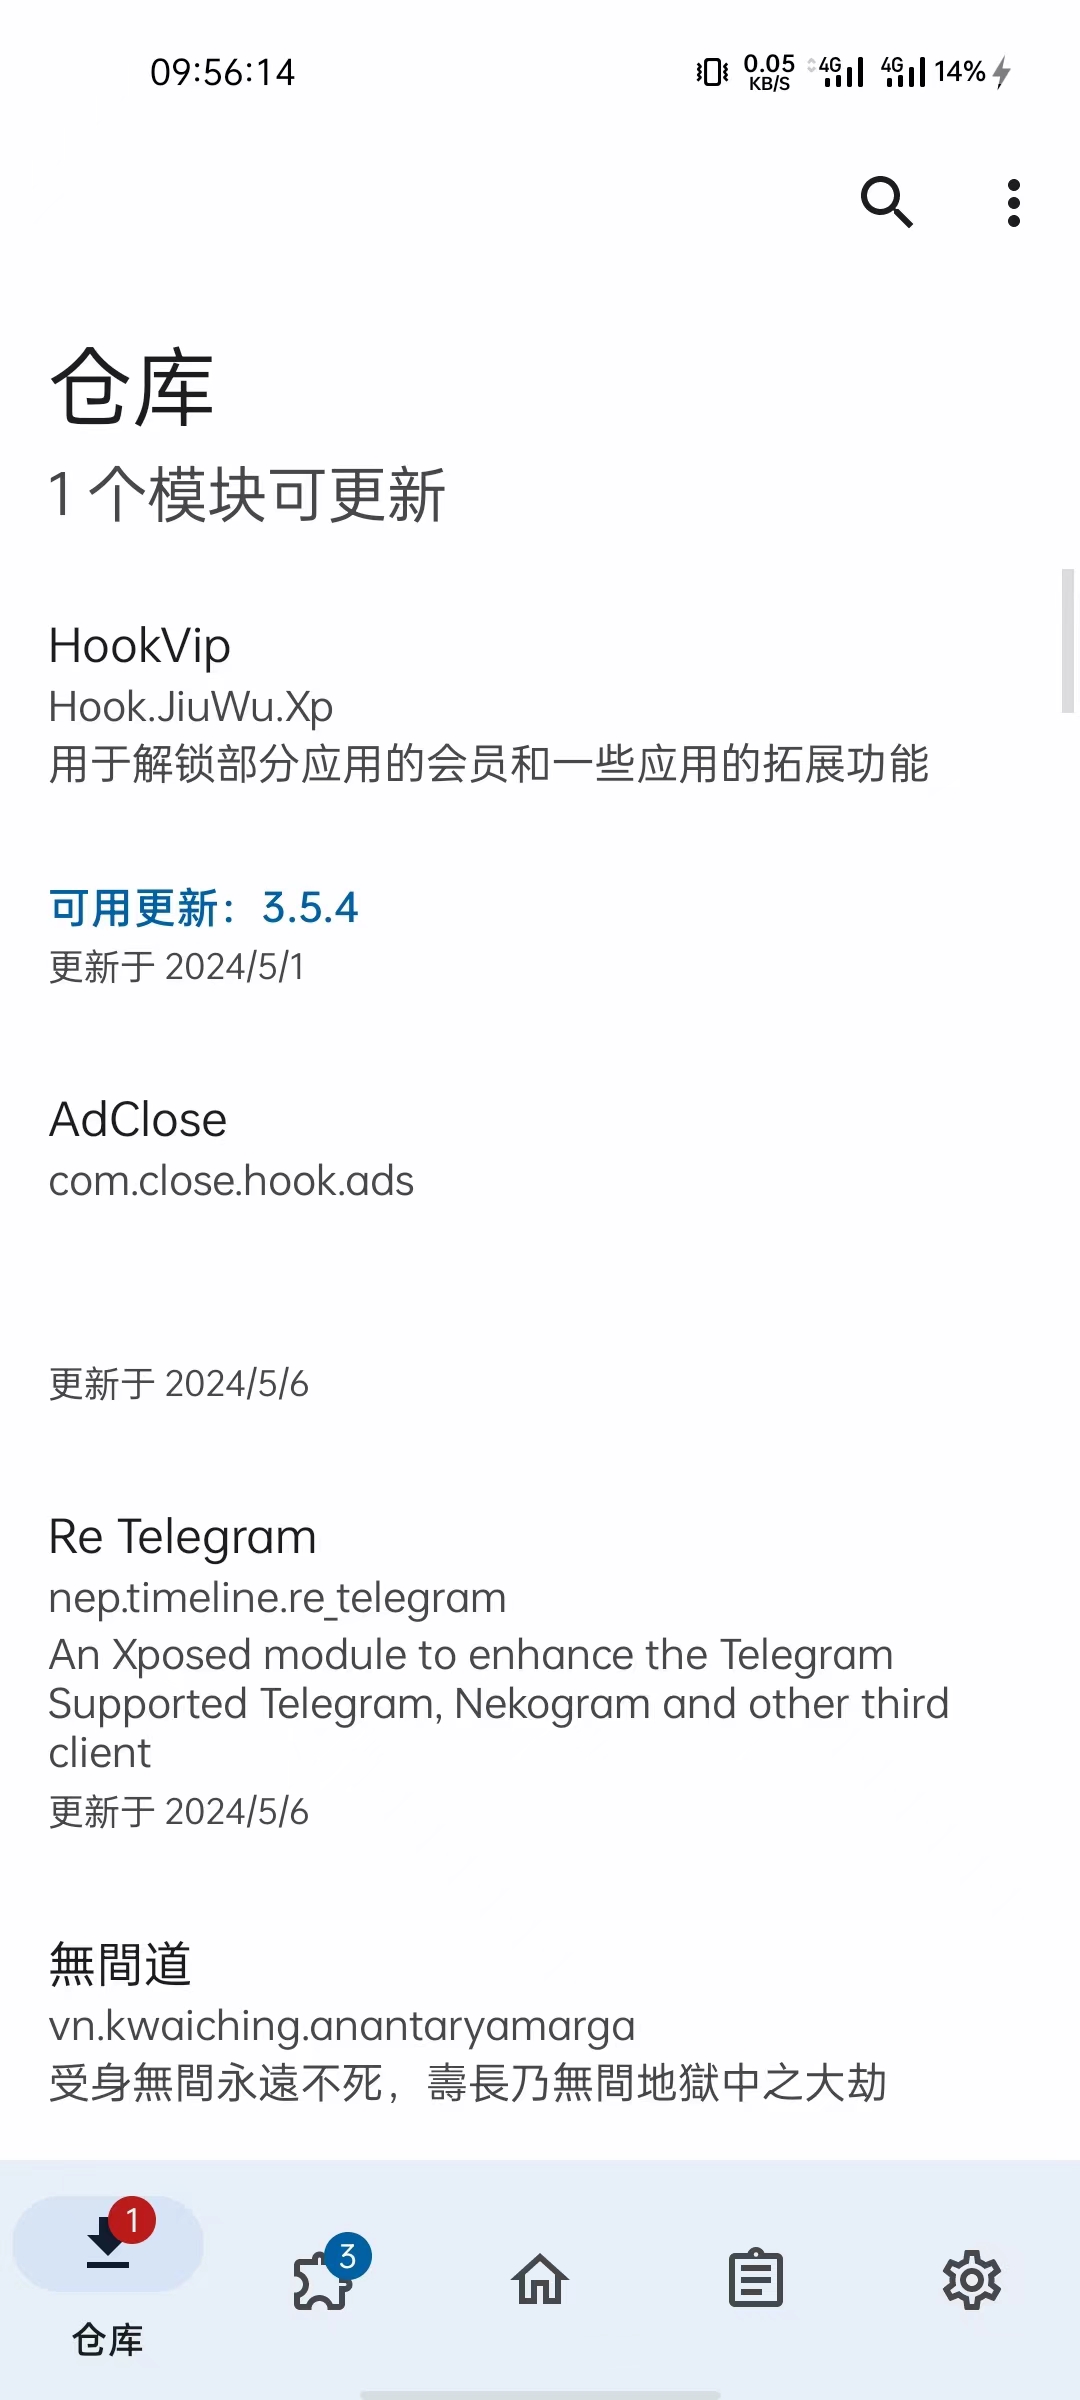 09:56:14
0.05
KB/S
4G
4G
14%
仓库
1 个模块可更新
HookVip
Hook.JiuWu.Xp
用于解锁部分应用的会员和一些应用的拓展功能
可用更新：3.5.4
更新于 2024/5/1
AdClose
com.close.hook.ads
更新于 2024/5/6
Re Telegram
nep.timeline.re_telegram
An Xposed module to enhance the Telegram
Supported Telegram, Nekogram and other third
client
更新于 2024/5/6
無間道
vn.kwaiching.anantaryamarga
受身無間永遠不死，壽長乃無間地獄中之大劫
1
3
仓库